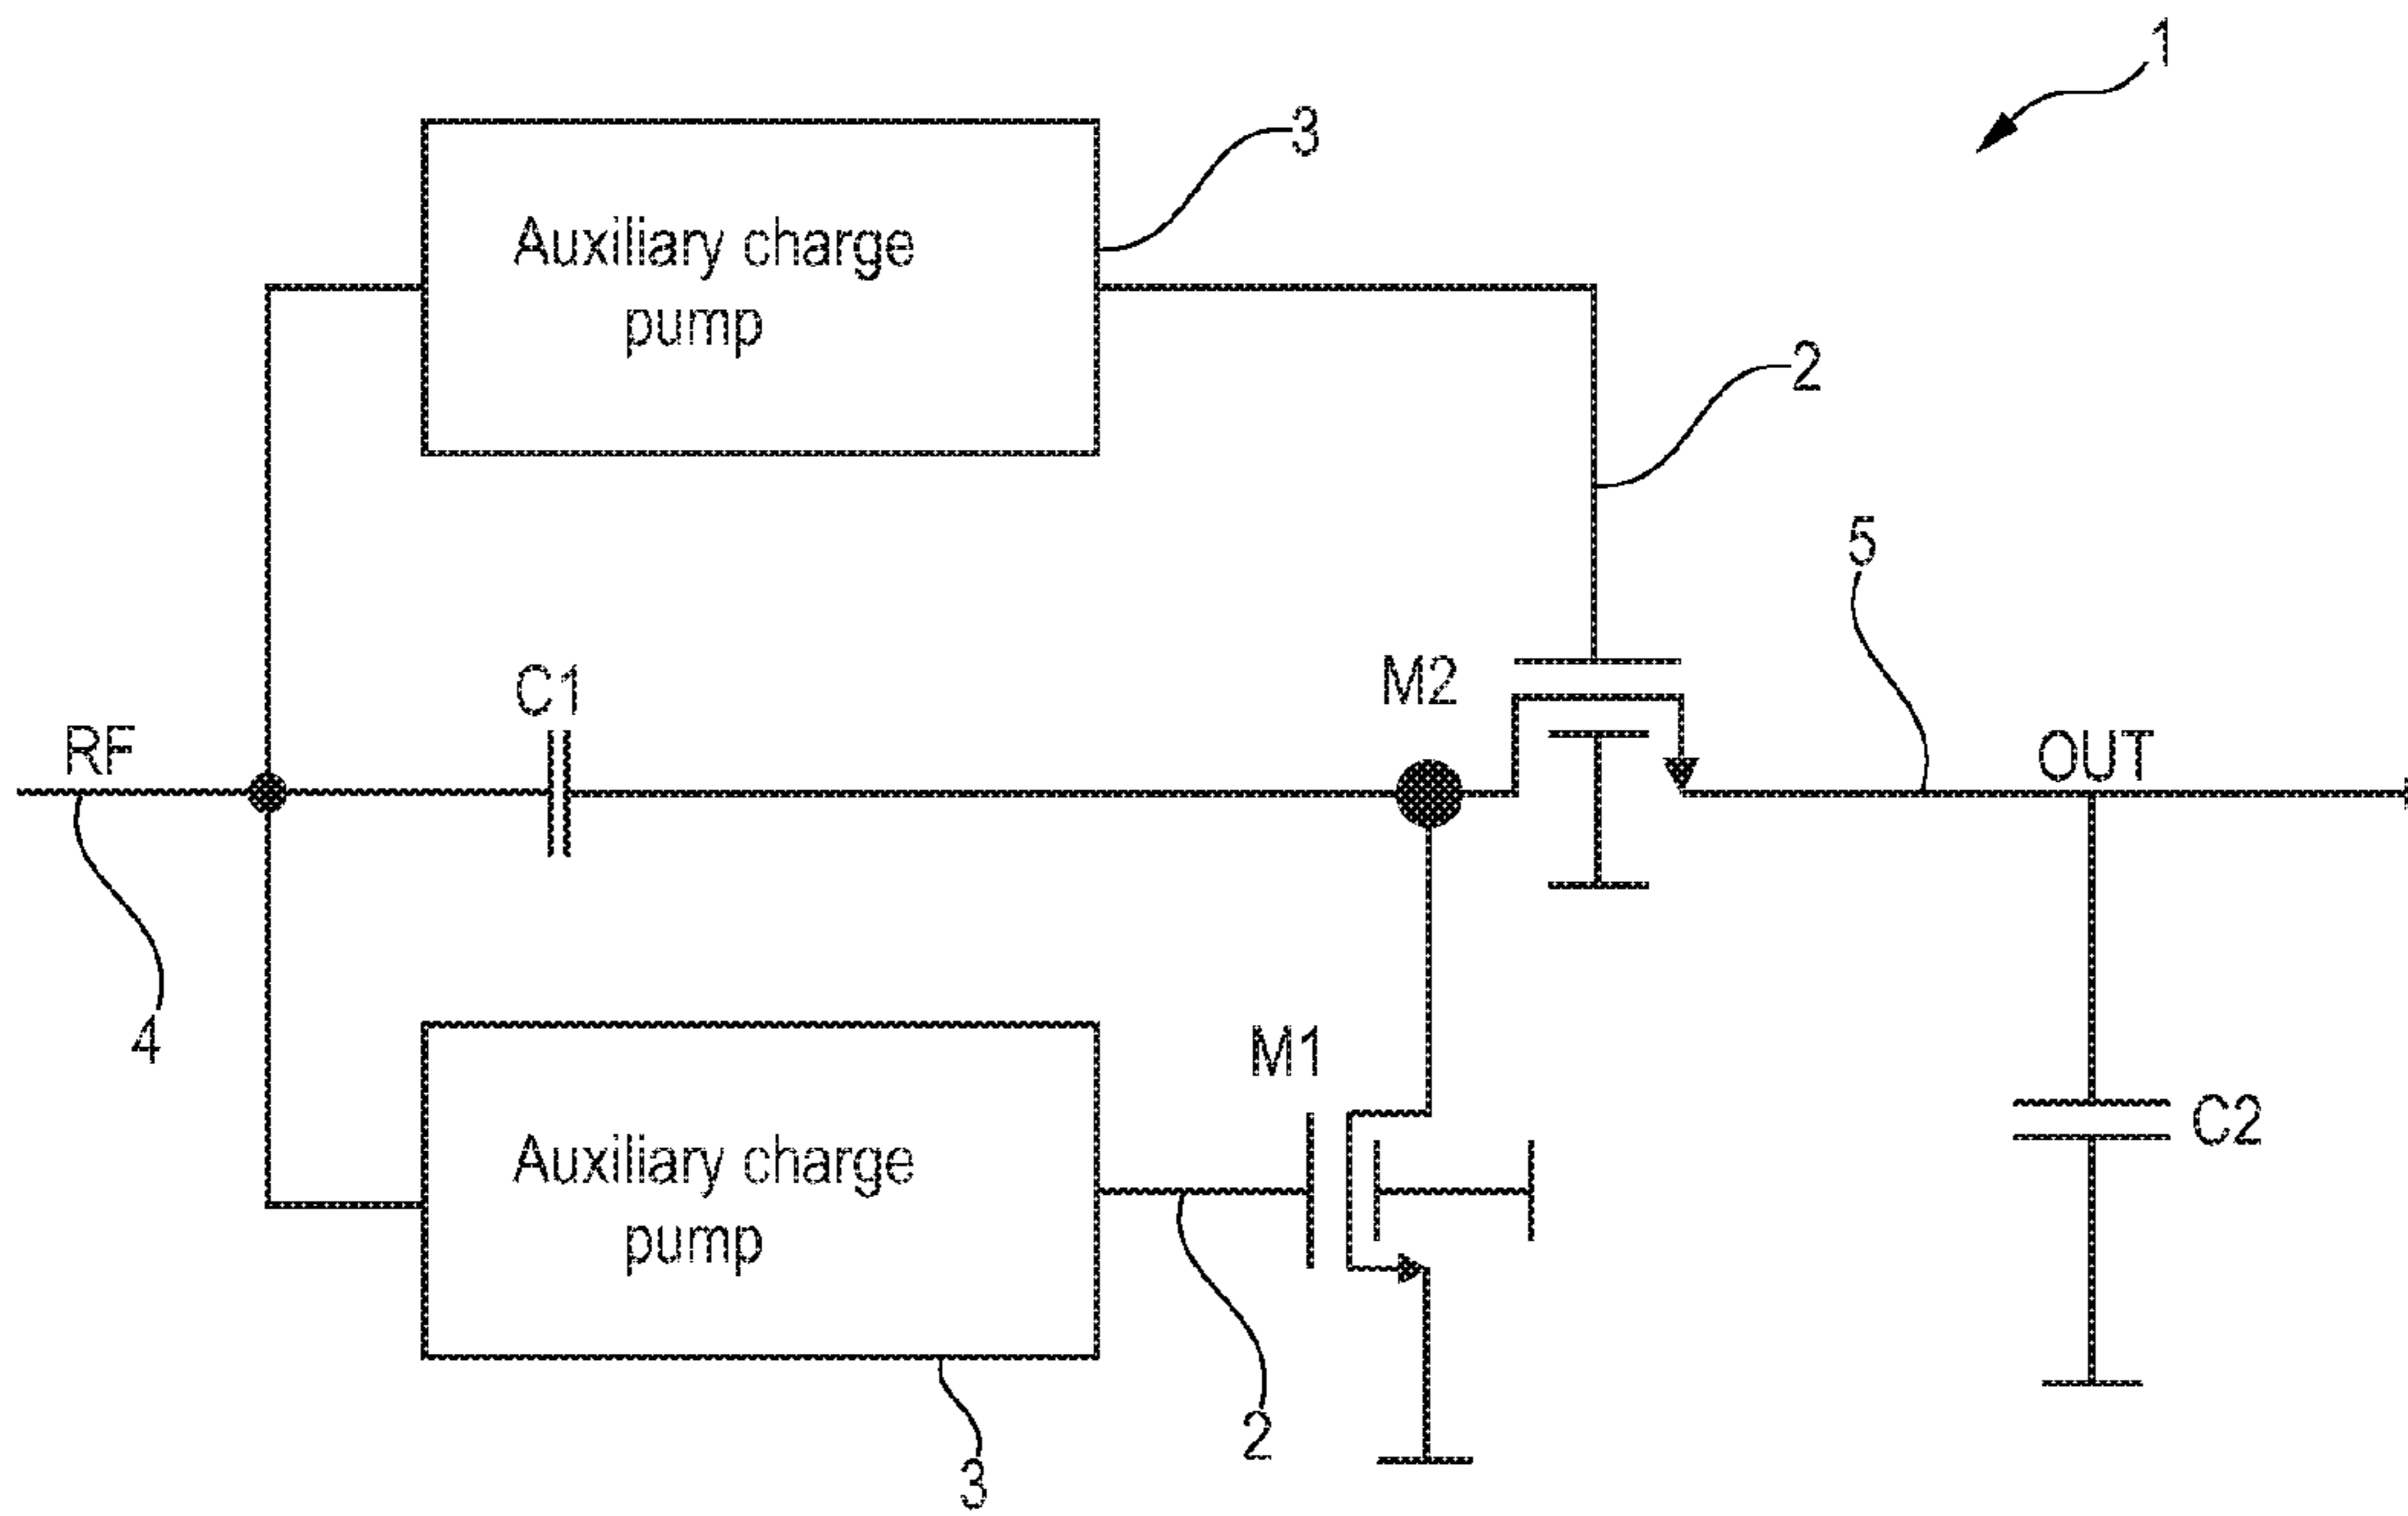 1
3
Auxiliary charge
pump
2
5
M2
C1
RF
OUT
4
M1
C2
Auxiliary charge
pump
2
3